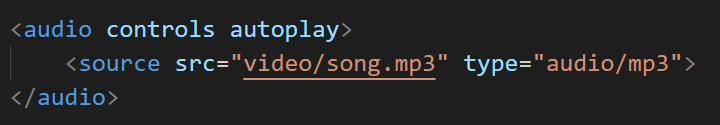 <audio controls autoplay>
    <source src="video/song.mp3" type="audio/mp3">
</audio>